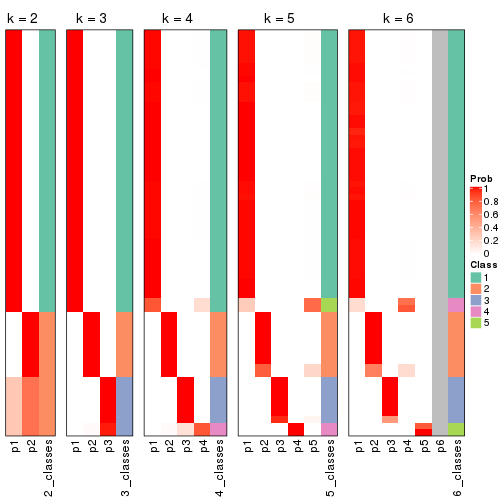 k = 2 k = 3 k = 4 k = 5 k = 6
Prob
1
0.8
0.6
0.4
0.2
0
Class
1
2
3
4
5
p1 p2 2_classes p1 p2 p3 3_classes p1 p2 p3 p4 4_classes p1 p2 p3 p4 p5 5_classes p1 p2 p3 p4 p5 p6 6_classes